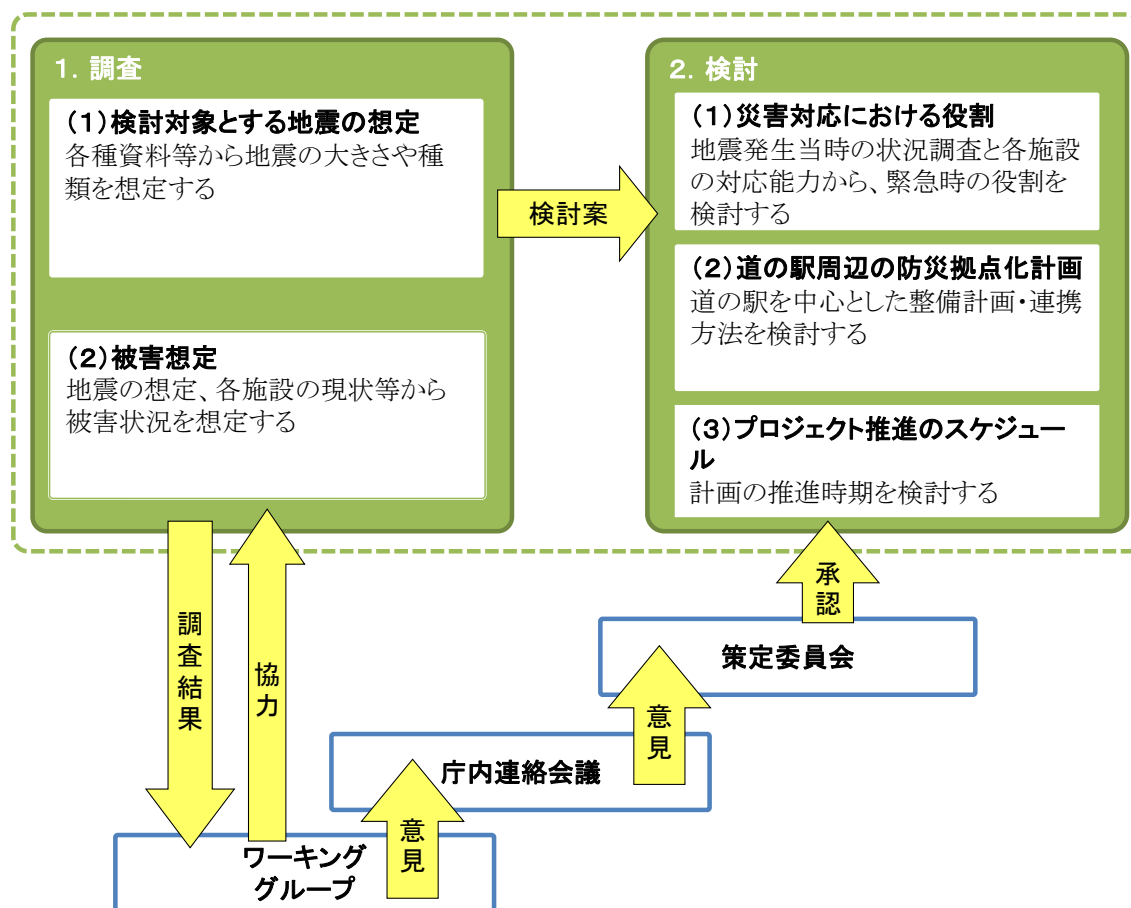 1．調査
（1）検討対象とする地震の想定
各種資料等から地震の大きさや種
類を想定する
（2）被害想定
地震の想定、各施設の現状等から
被害状況を想定する
検討案
2．検討
（1）災害対応における役割
地震発生当時の状況調査と各施設
の対応能力から、緊急時の役割を
検討する
（2）道の駅周辺の防災拠点化計画
道の駅を中心とした整備計画・連携
方法を検討する
（3）プロジェクト推進のスケジュー
ル
計画の推進時期を検討する
承認
策定委員会
意見
庁内連絡会議
意見
調査結果
協力
ワーキング
グループ